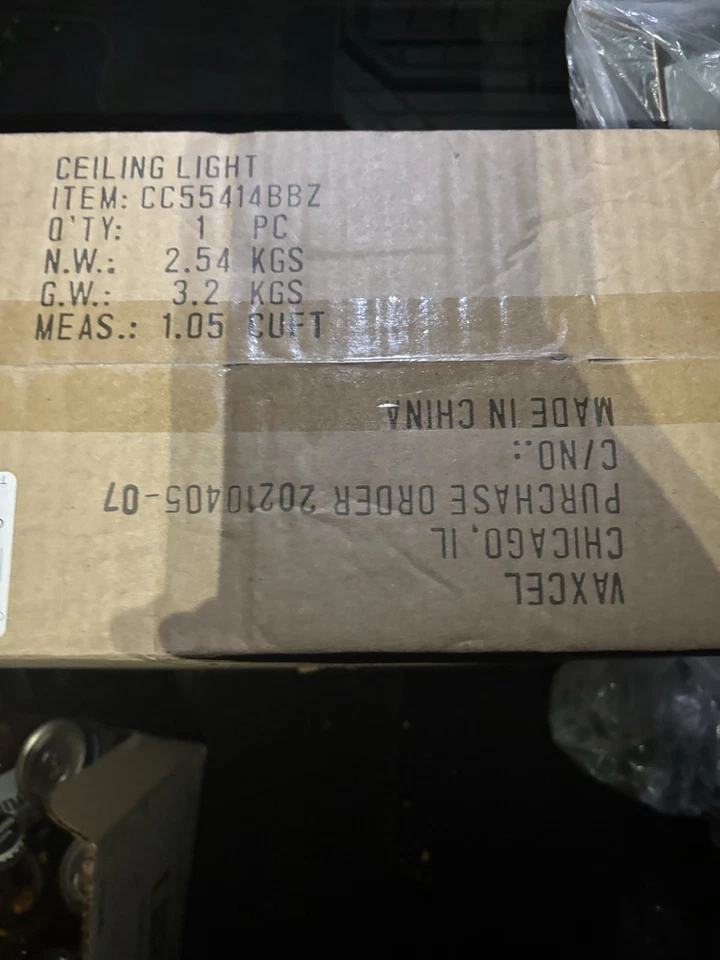 CEILING LIGHT
ITEM: CC55414BBZ
Q'TY: 1 PC
N.W.: 2.54 KGS
G.W.: 3.2 KGS
MEAS.: 1.05 CUFT
VAXCEL
CHICAGO, IL
PURCHASE ORDER 20210405-07
C/NO.:
MADE IN CHINA